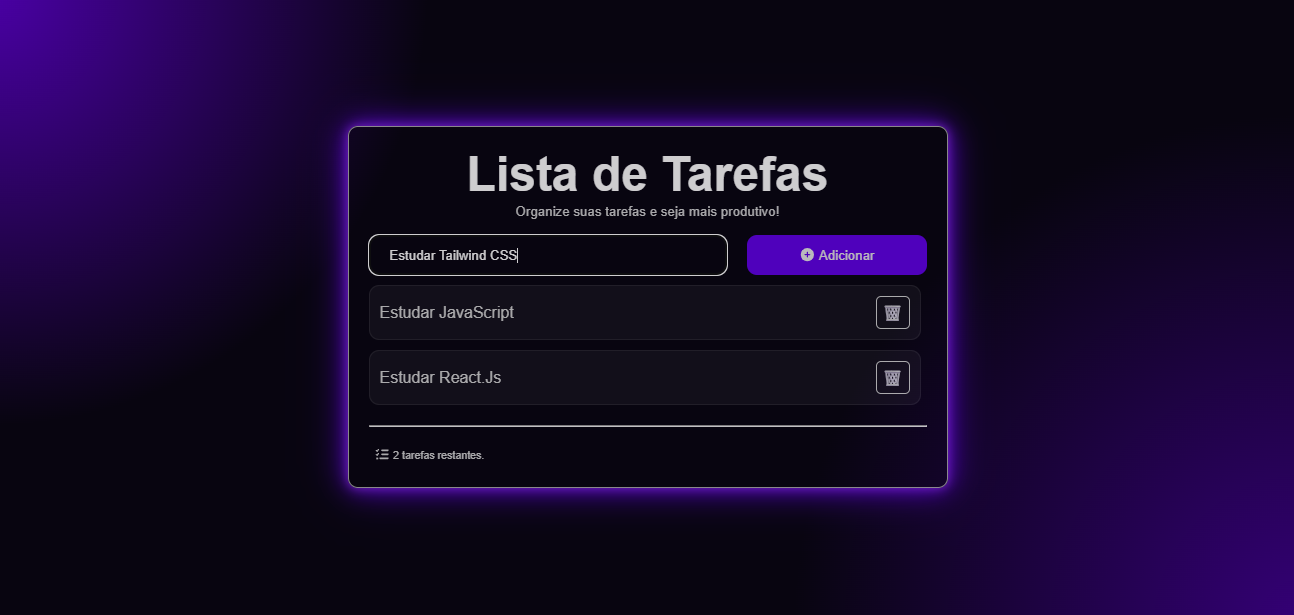 Lista de Tarefas
Organize suas tarefas e seja mais produtivo!
Estudar Tailwind CSS
Adicionar
Estudar JavaScript
Estudar React.Js
2 tarefas restantes.